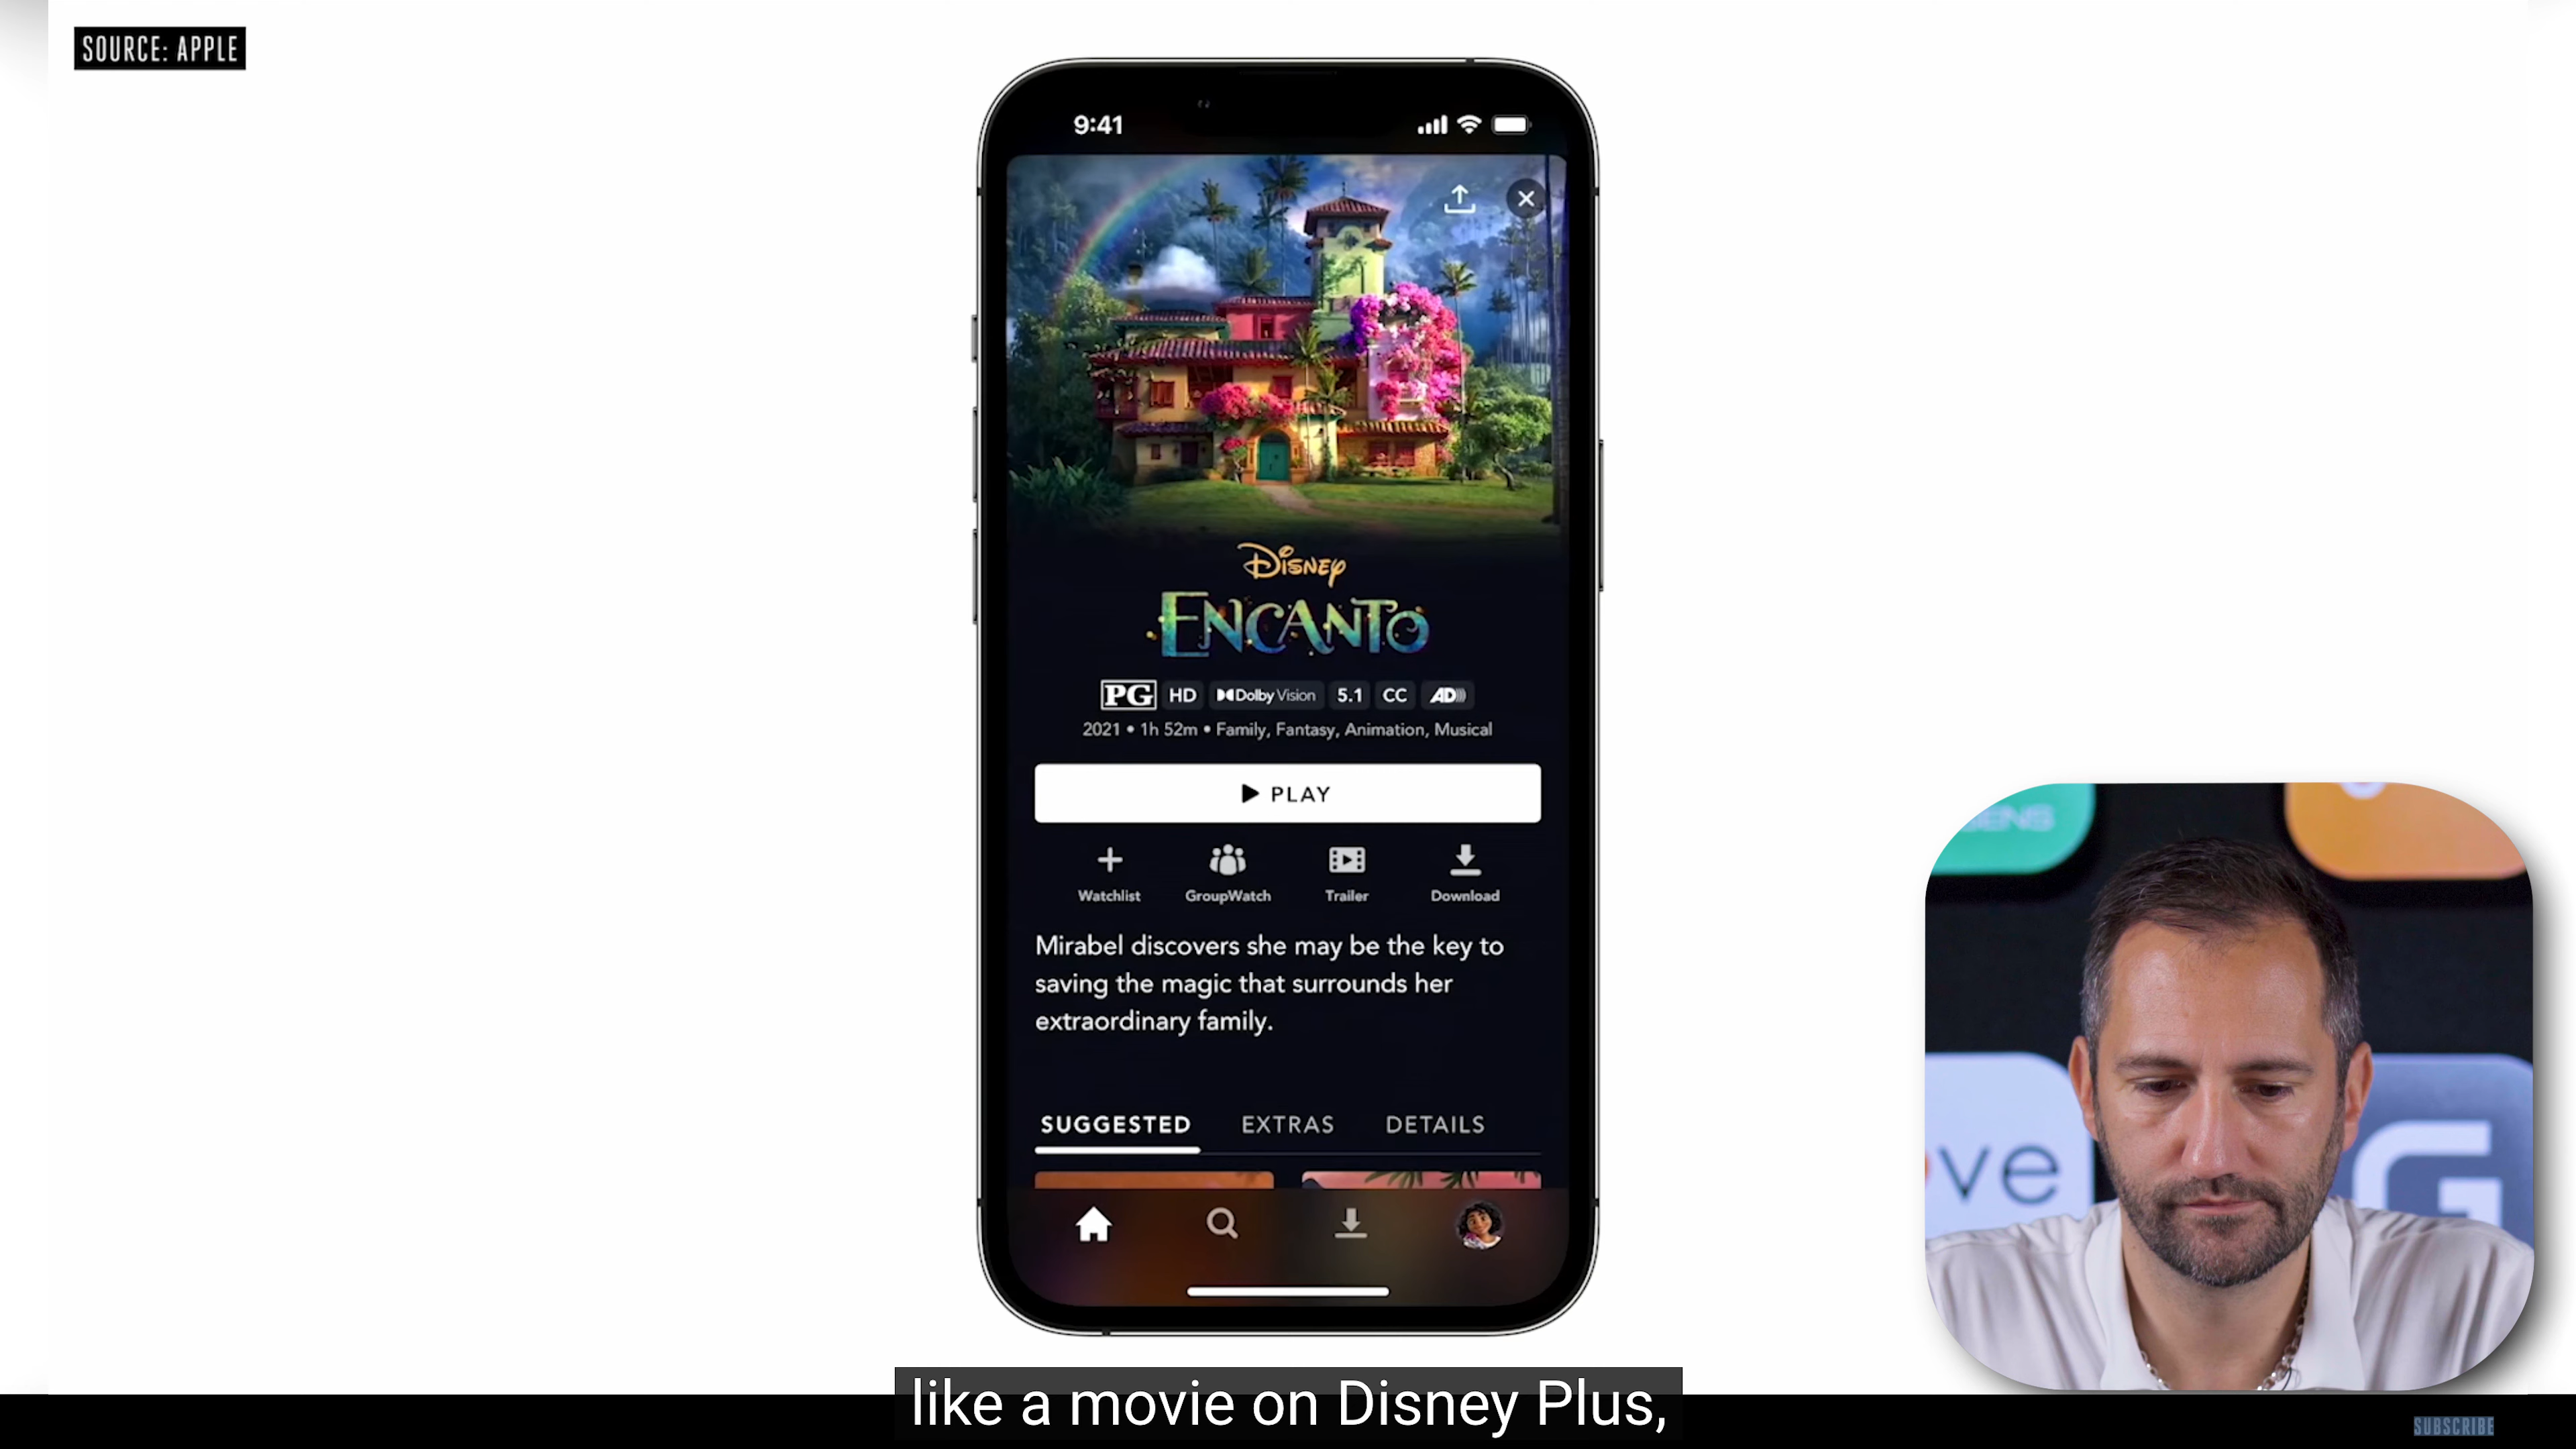 SOURCE: APPLE
9:41
Disney
ENCANTO
PG HD Dolby Vision 5.1 CC AD
2021 • 1h 52m • Family, Fantasy, Animation, Musical
PLAY
Watchlist GroupWatch Trailer Download
Mirabel discovers she may be the key to
saving the magic that surrounds her
extraordinary family.
SUGGESTED EXTRAS DETAILS
ve
G
like a movie on Disney Plus,
SUBSCRIBE